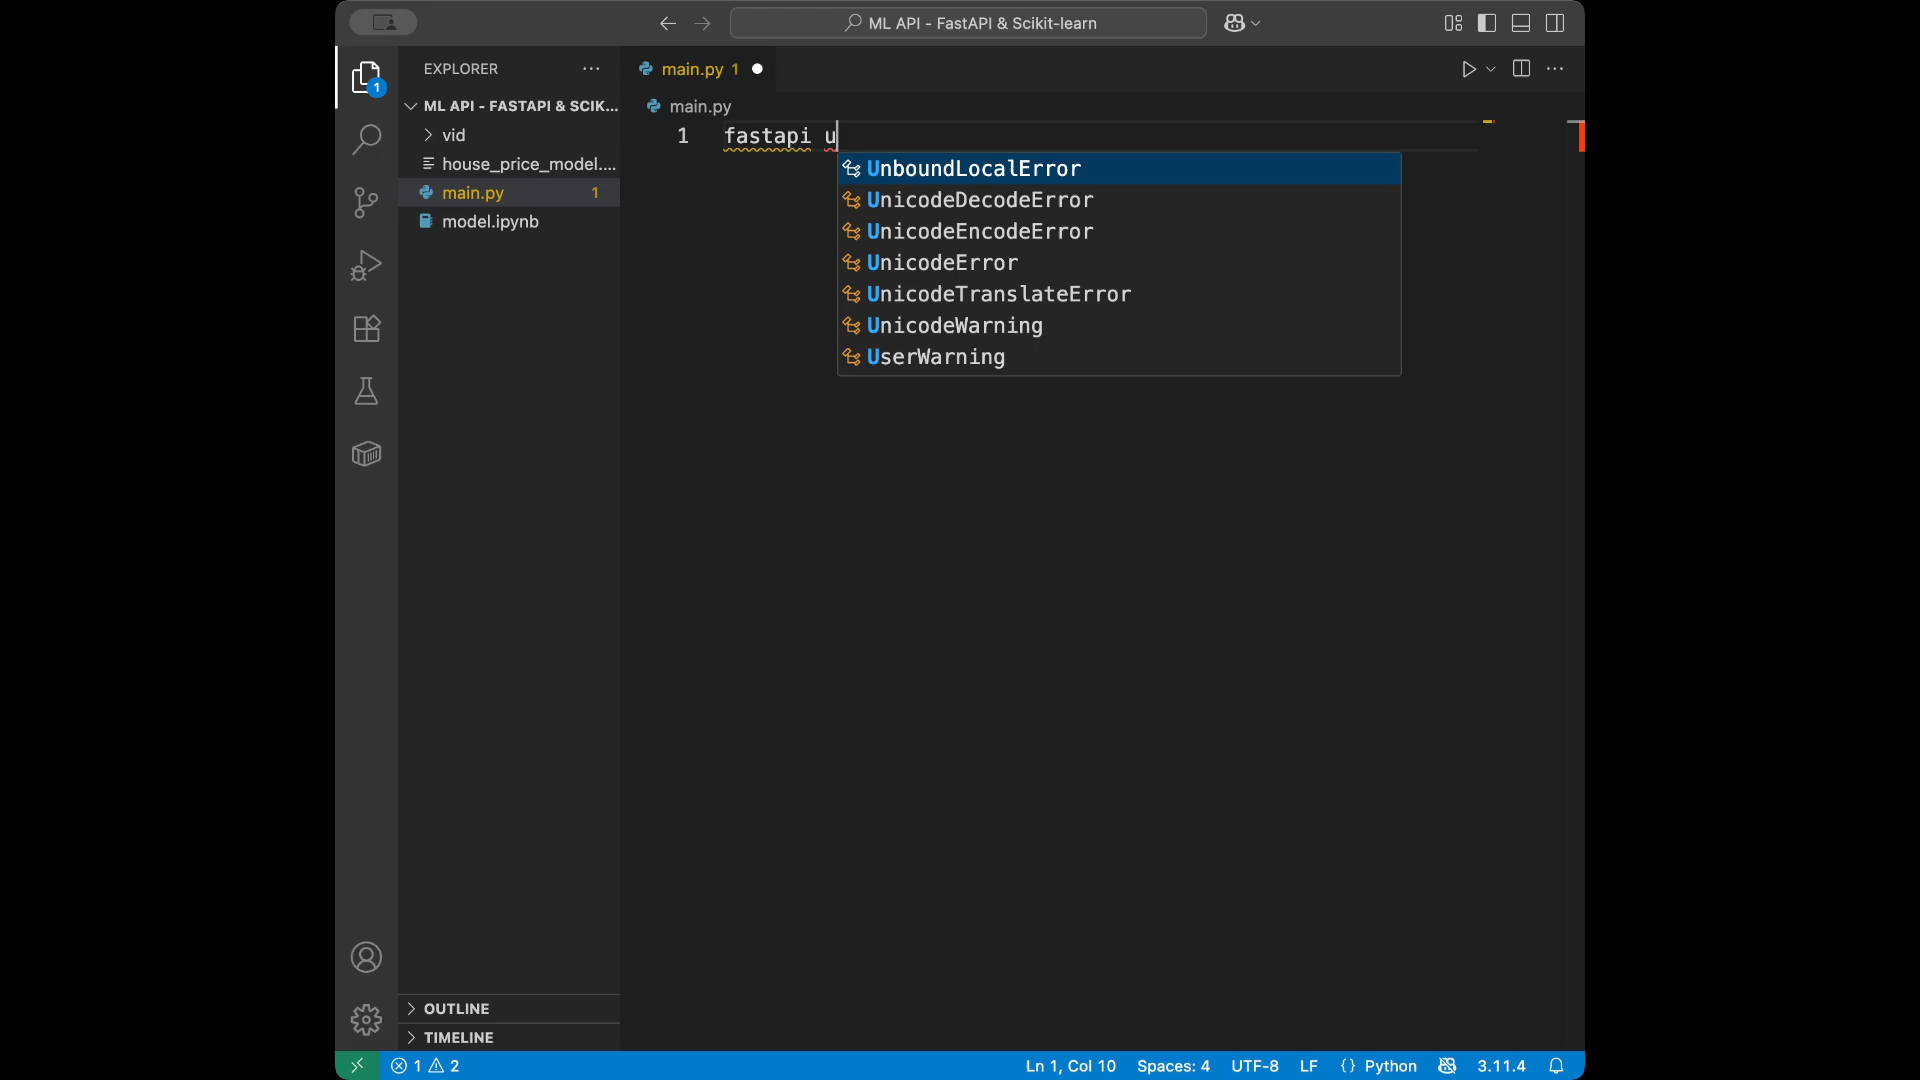 ML API - FastAPI & Scikit-learn
1
EXPLORER
ML API - FASTAPI & SCIK...
vid
house_price_model....
main.py 1
model.ipynb
OUTLINE
TIMELINE
main.py 1
main.py
1 fastapi u
UnboundLocalError
UnicodeDecodeError
UnicodeEncodeError
UnicodeError
UnicodeTranslateError
UnicodeWarning
UserWarning
1 2 Ln 1, Col 10 Spaces: 4 UTF-8 LF {} Python 3.11.4